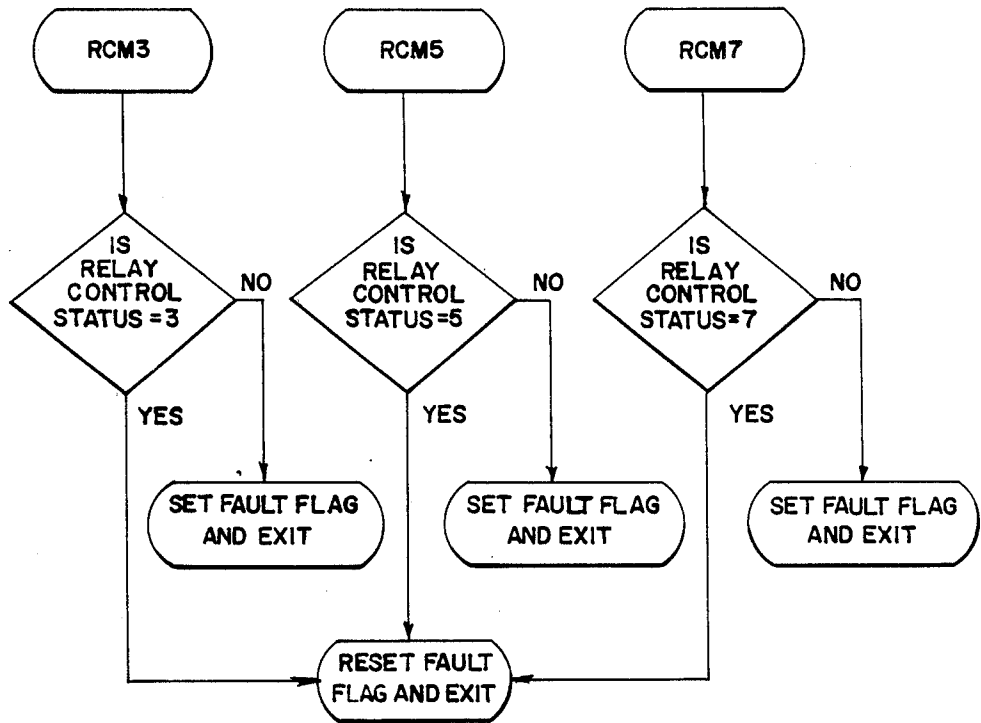 RCM3
RCM5
RCM7
IS
RELAY
CONTROL
STATUS=3
NO
YES
IS
RELAY
CONTROL
STATUS=5
NO
YES
IS
RELAY
CONTROL
STATUS=7
NO
YES
SET FAULT FLAG
AND EXIT
SET FAULT FLAG
AND EXIT
SET FAULT FLAG
AND EXIT
RESET FAULT
FLAG AND EXIT